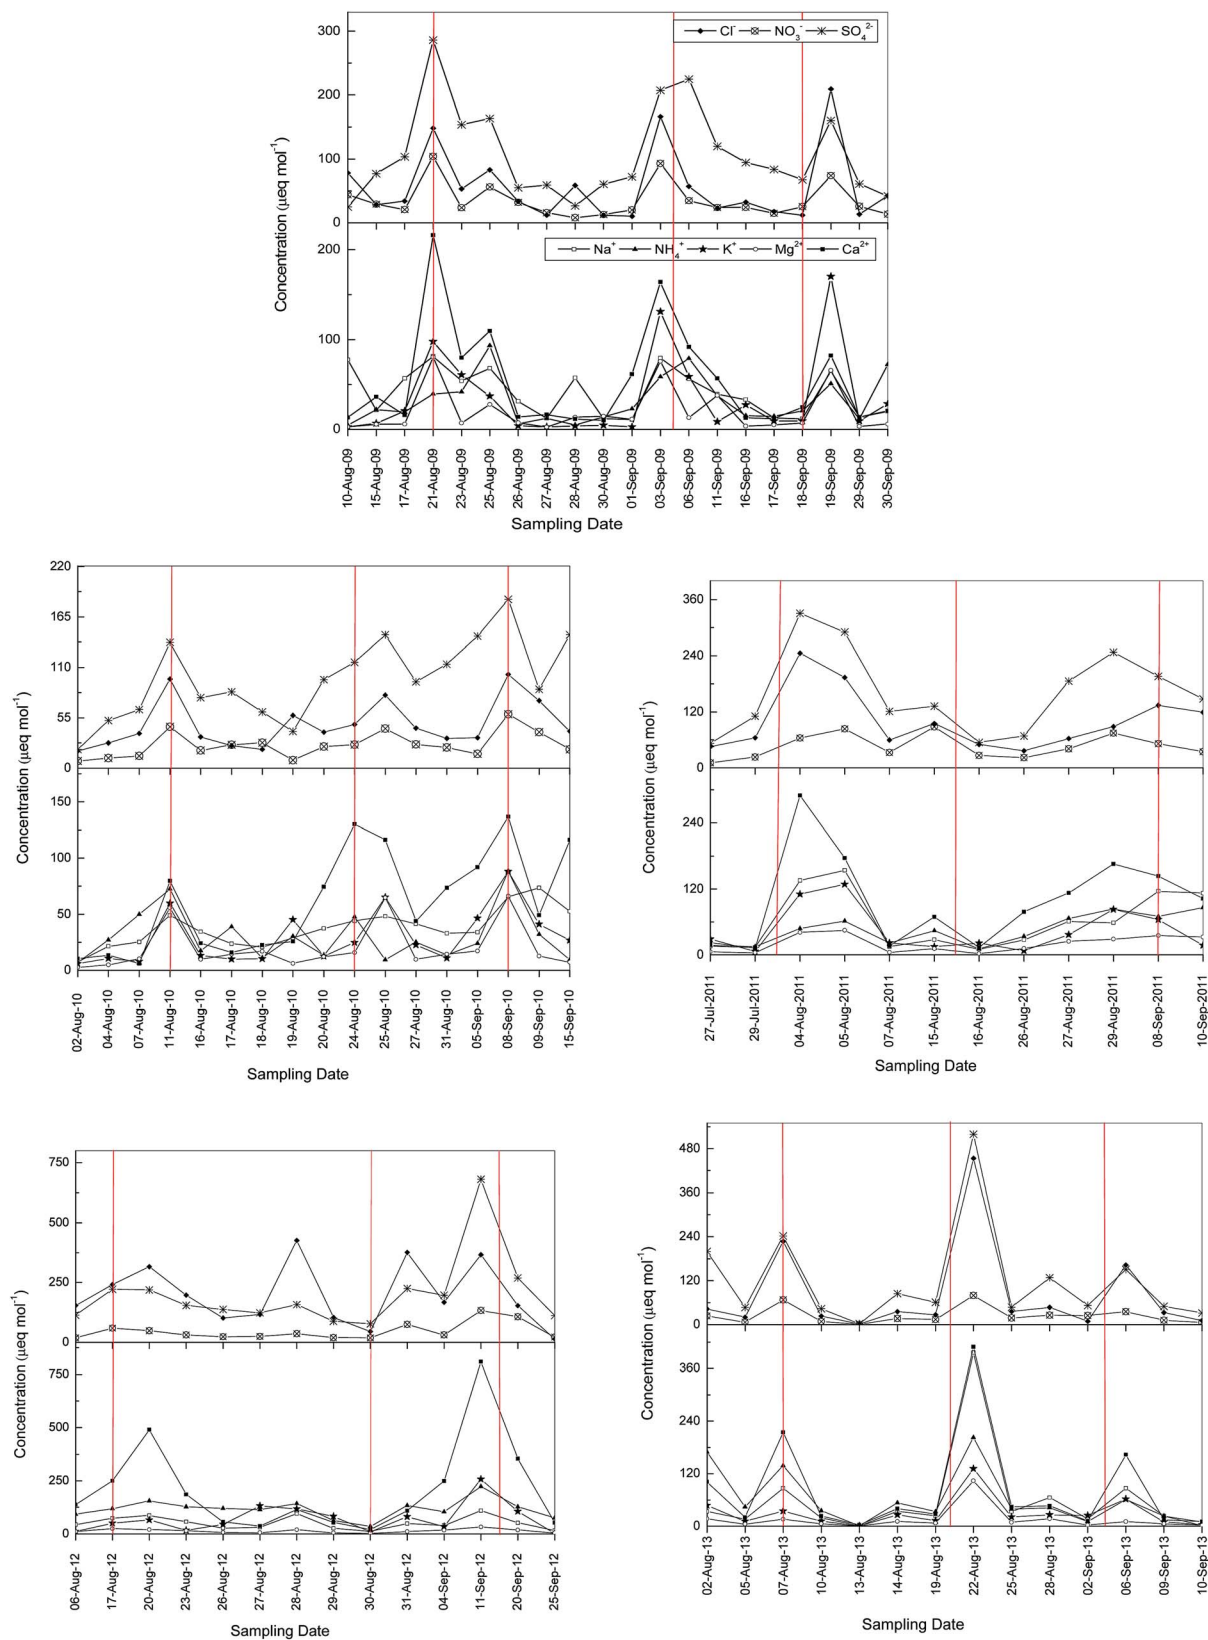 Concentration (µeq mol⁻¹)
300
200
100
0
Cl⁻ NO₃⁻ SO₄²⁻
Concentration (µeq mol⁻¹)
200
100
0
Na⁺ NH₄⁺ K⁺ Mg²⁺ Ca²⁺
10-Aug-09
15-Aug-09
17-Aug-09
21-Aug-09
23-Aug-09
25-Aug-09
26-Aug-09
27-Aug-09
28-Aug-09
30-Aug-09
01-Sep-09
03-Sep-09
06-Sep-09
11-Sep-09
16-Sep-09
17-Sep-09
18-Sep-09
19-Sep-09
29-Sep-09
30-Sep-09
Sampling Date
Concentration (µeq mol⁻¹)
220
165
110
55
0
150
100
50
0
02-Aug-10
04-Aug-10
07-Aug-10
11-Aug-10
16-Aug-10
17-Aug-10
18-Aug-10
19-Aug-10
20-Aug-10
24-Aug-10
25-Aug-10
27-Aug-10
31-Aug-10
05-Sep-10
08-Sep-10
09-Sep-10
15-Sep-10
Sampling Date
Concentration (µeq mol⁻¹)
360
240
120
0
240
120
0
27-Jul-2011
29-Jul-2011
04-Aug-2011
05-Aug-2011
07-Aug-2011
15-Aug-2011
16-Aug-2011
26-Aug-2011
27-Aug-2011
29-Aug-2011
08-Sep-2011
10-Sep-2011
Sampling Date
Concentration (µeq mol⁻¹)
750
500
250
0
750
500
250
0
06-Aug-12
17-Aug-12
20-Aug-12
23-Aug-12
26-Aug-12
27-Aug-12
28-Aug-12
29-Aug-12
30-Aug-12
31-Aug-12
04-Sep-12
11-Sep-12
20-Sep-12
25-Sep-12
Sampling Date
Concentration (µeq mol⁻¹)
480
360
240
120
0
360
240
120
0
02-Aug-13
05-Aug-13
07-Aug-13
10-Aug-13
13-Aug-13
14-Aug-13
19-Aug-13
22-Aug-13
25-Aug-13
28-Aug-13
02-Sep-13
06-Sep-13
09-Sep-13
10-Sep-13
Sampling Date